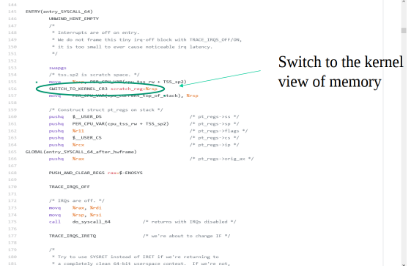 ENTRY(entry_SYSCALL_64)
UNWIND_HINT_EMPTY
/*
* Interrupts are off on entry.
* We do not frame this tiny irq-off block with TRACE_IRQS_OFF/ON,
* it is too small to ever cause noticeable irq latency.
*/
swapgs
/* tss.sp2 is scratch space. */
movq %rsp, PER_CPU_VAR(cpu_tss_rw + TSS_sp2)
SWITCH_TO_KERNEL_CR3 scratch_reg=%rsp
movq PER_CPU_VAR(cpu_current_top_of_stack), %rsp
Switch to the kernel
view of memory
/* Construct struct pt_regs on stack */
pushq $__USER_DS /* pt_regs->ss */
pushq PER_CPU_VAR(cpu_tss_rw + TSS_sp2) /* pt_regs->sp */
pushq %r11 /* pt_regs->flags */
pushq $__USER_CS /* pt_regs->cs */
pushq %rcx /* pt_regs->ip */
GLOBAL(entry_SYSCALL_64_after_hwframe)
pushq %rax /* pt_regs->orig_ax */
PUSH_AND_CLEAR_REGS rax=$-ENOSYS
TRACE_IRQS_OFF
/* IRQs are off. */
movq %rax, %rdi
movq %rsp, %rsi
call do_syscall_64 /* returns with IRQs disabled */
TRACE_IRQS_IRETQ /* we're about to change IF */
/*
* Try to use SYSRET instead of IRET if we're returning to
* a completely clean 64-bit userspace context. If we're not,